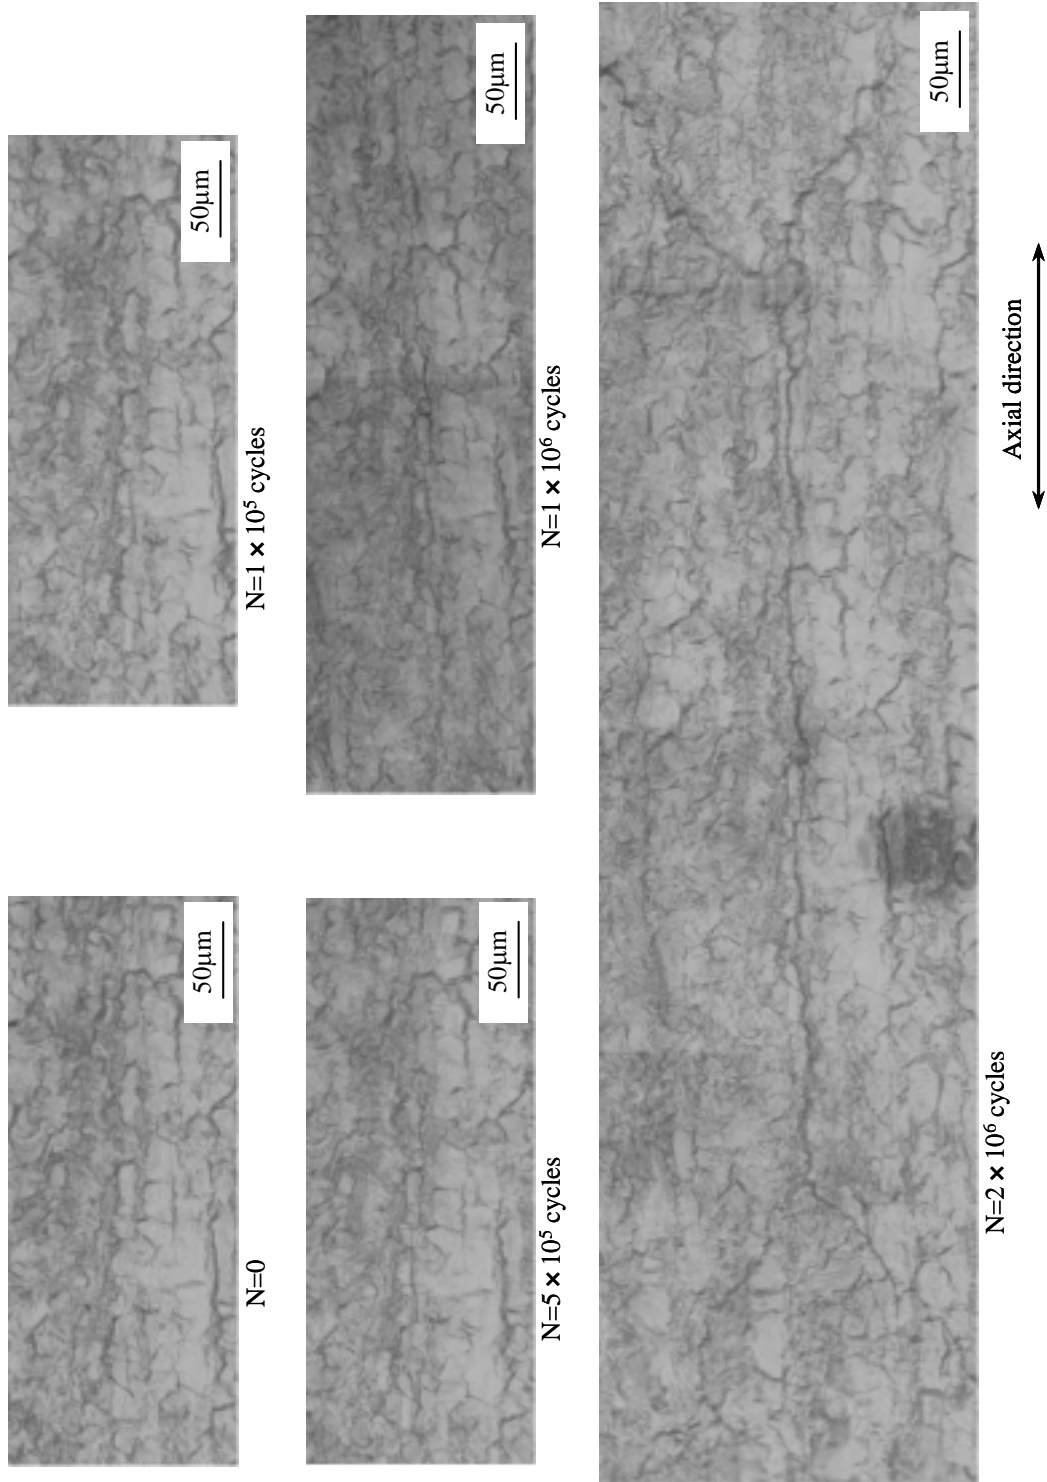 50μm
N=0
50μm
N=1 × 10⁵ cycles
50μm
N=5 × 10⁵ cycles
50μm
N=1 × 10⁶ cycles
50μm
N=2 × 10⁶ cycles
Axial direction